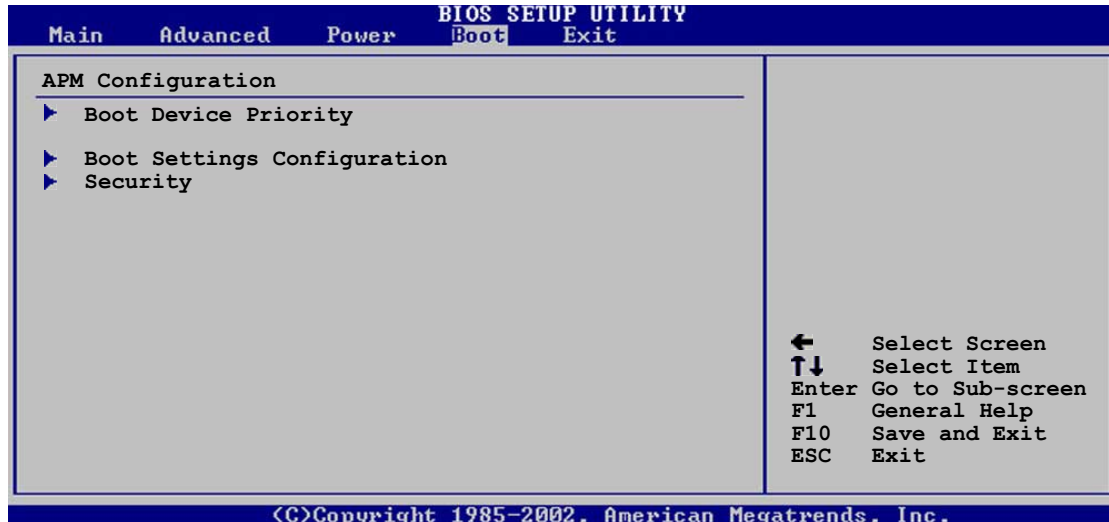 BIOS SETUP UTILITY
Main Advanced Power Boot Exit
APM Configuration
Boot Device Priority
Boot Settings Configuration
Security
← Select Screen
↑↓ Select Item
Enter Go to Sub-screen
F1 General Help
F10 Save and Exit
ESC Exit
(C)Copyright 1985-2002, American Megatrends, Inc.